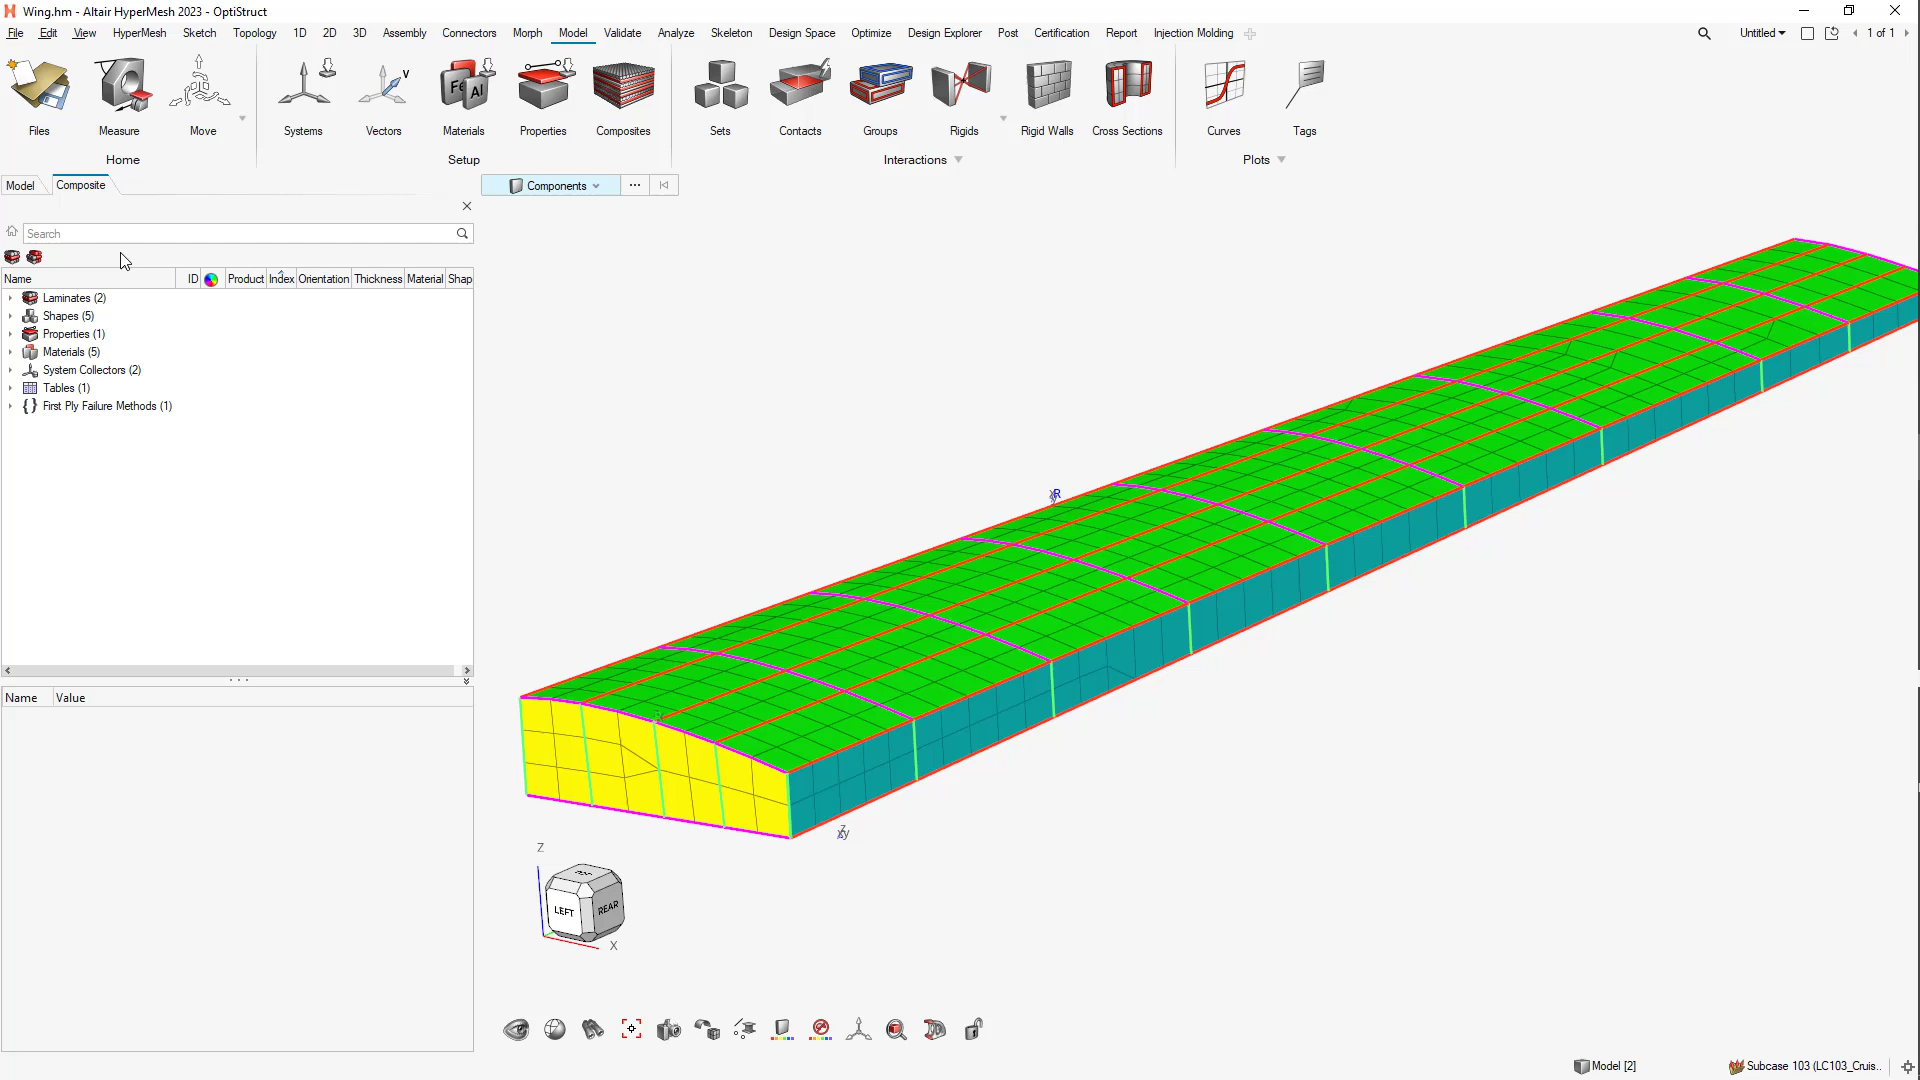 Wing.hm - Altair HyperMesh 2023 - OptiStruct
File Edit View HyperMesh Sketch Topology 1D 2D 3D Assembly Connectors Morph Model Validate Analyze Skeleton Design Space Optimize Design Explorer Post Certification Report Injection Molding Untitled 1 of 1
Files Measure Move Systems Vectors Materials Properties Composites Sets Contacts Groups Rigids Rigid Walls Cross Sections Curves Tags
Home Setup Interactions Plots
Model Composite Components
Search
Name ID Product Index Orientation Thickness Material Shap
Laminates (2)
Shapes (5)
Properties (1)
Materials (5)
System Collectors (2)
Tables (1)
First Ply Failure Methods (1)
Name Value
Z
LEFT REAR
X
Model [2] Subcase 103 (LC103_Cruis..